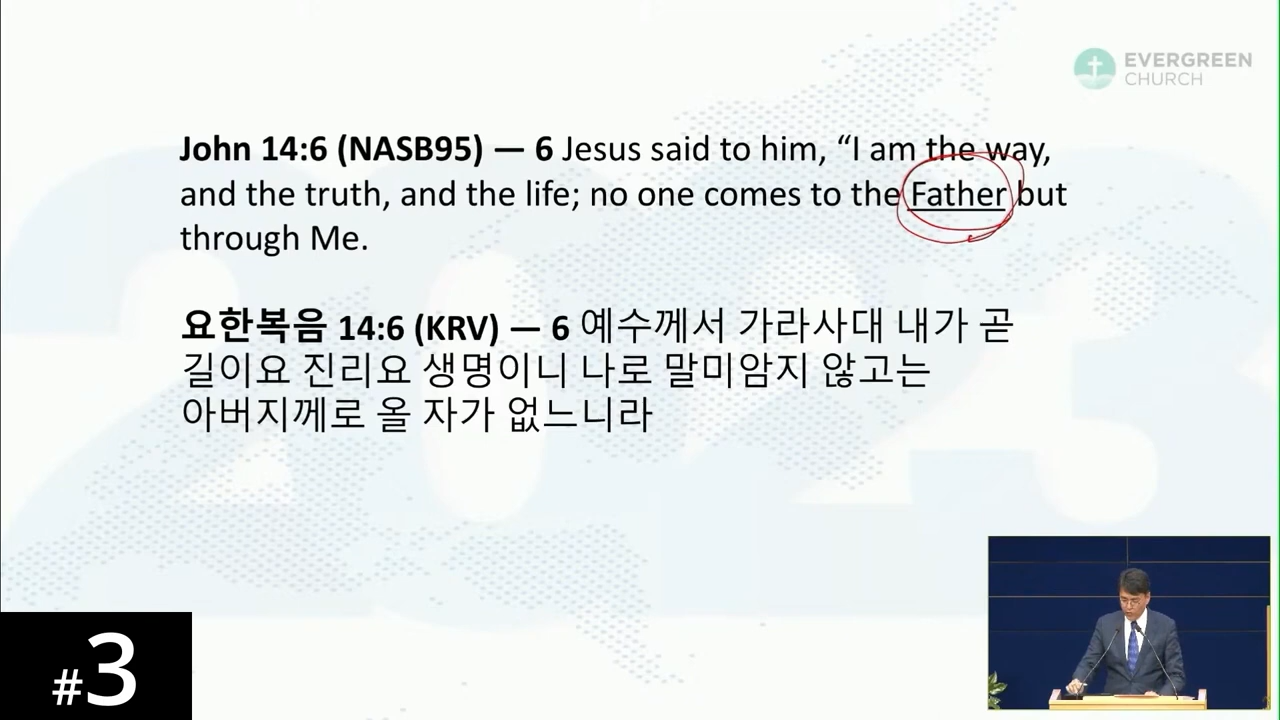 EVERGREEN
CHURCH
John 14:6 (NASB95) — 6 Jesus said to him, “I am the way,
and the truth, and the life; no one comes to the Father but
through Me.
요한복음 14:6 (KRV) — 6 예수께서 가라사대 내가 곧
길이요 진리요 생명이니 나로 말미암지 않고는
아버지께로 올 자가 없느니라
#3